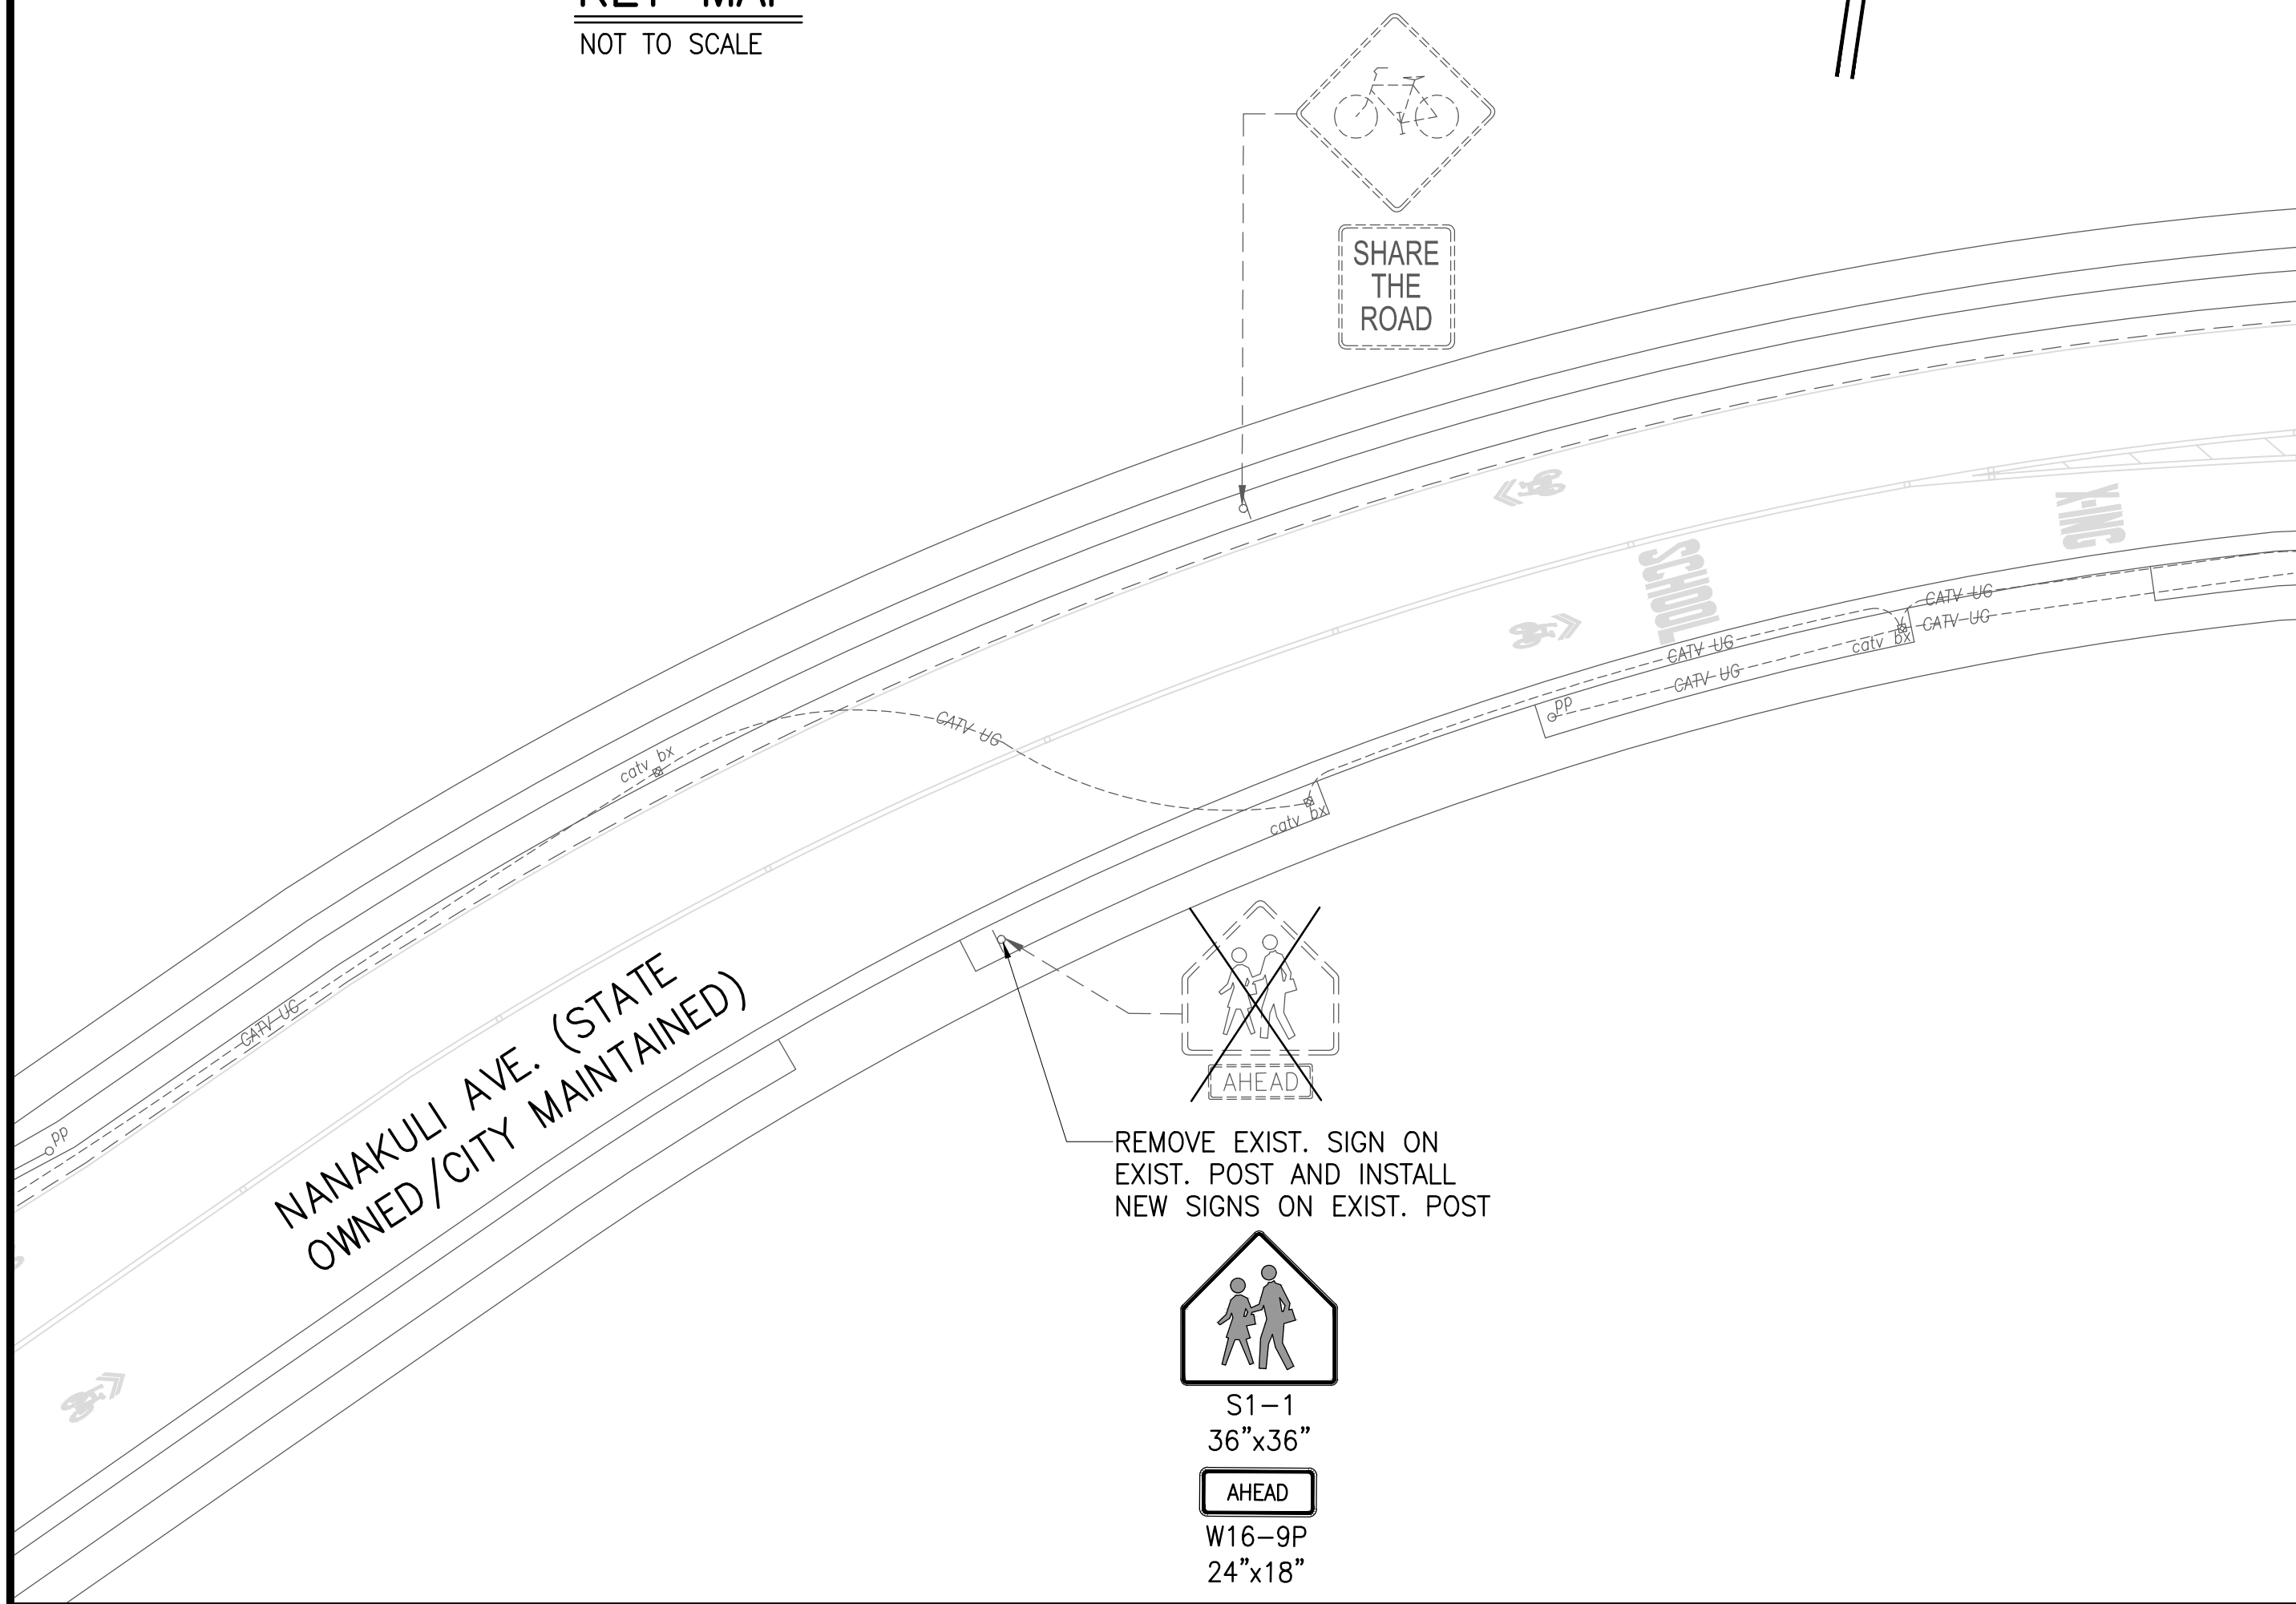 KEY MAP
NOT TO SCALE
SHARE
THE
ROAD
X-ING
SCHOOL
CATV UG
CATV UG
catv bx
CATV UG
CATV UG
pp
CATV UG
catv bx
catv bx
CATV UG
pp
NANAKULI AVE. (STATE
OWNED/CITY MAINTAINED)
AHEAD
REMOVE EXIST. SIGN ON
EXIST. POST AND INSTALL
NEW SIGNS ON EXIST. POST
S1-1
36"x36"
AHEAD
W16-9P
24"x18"